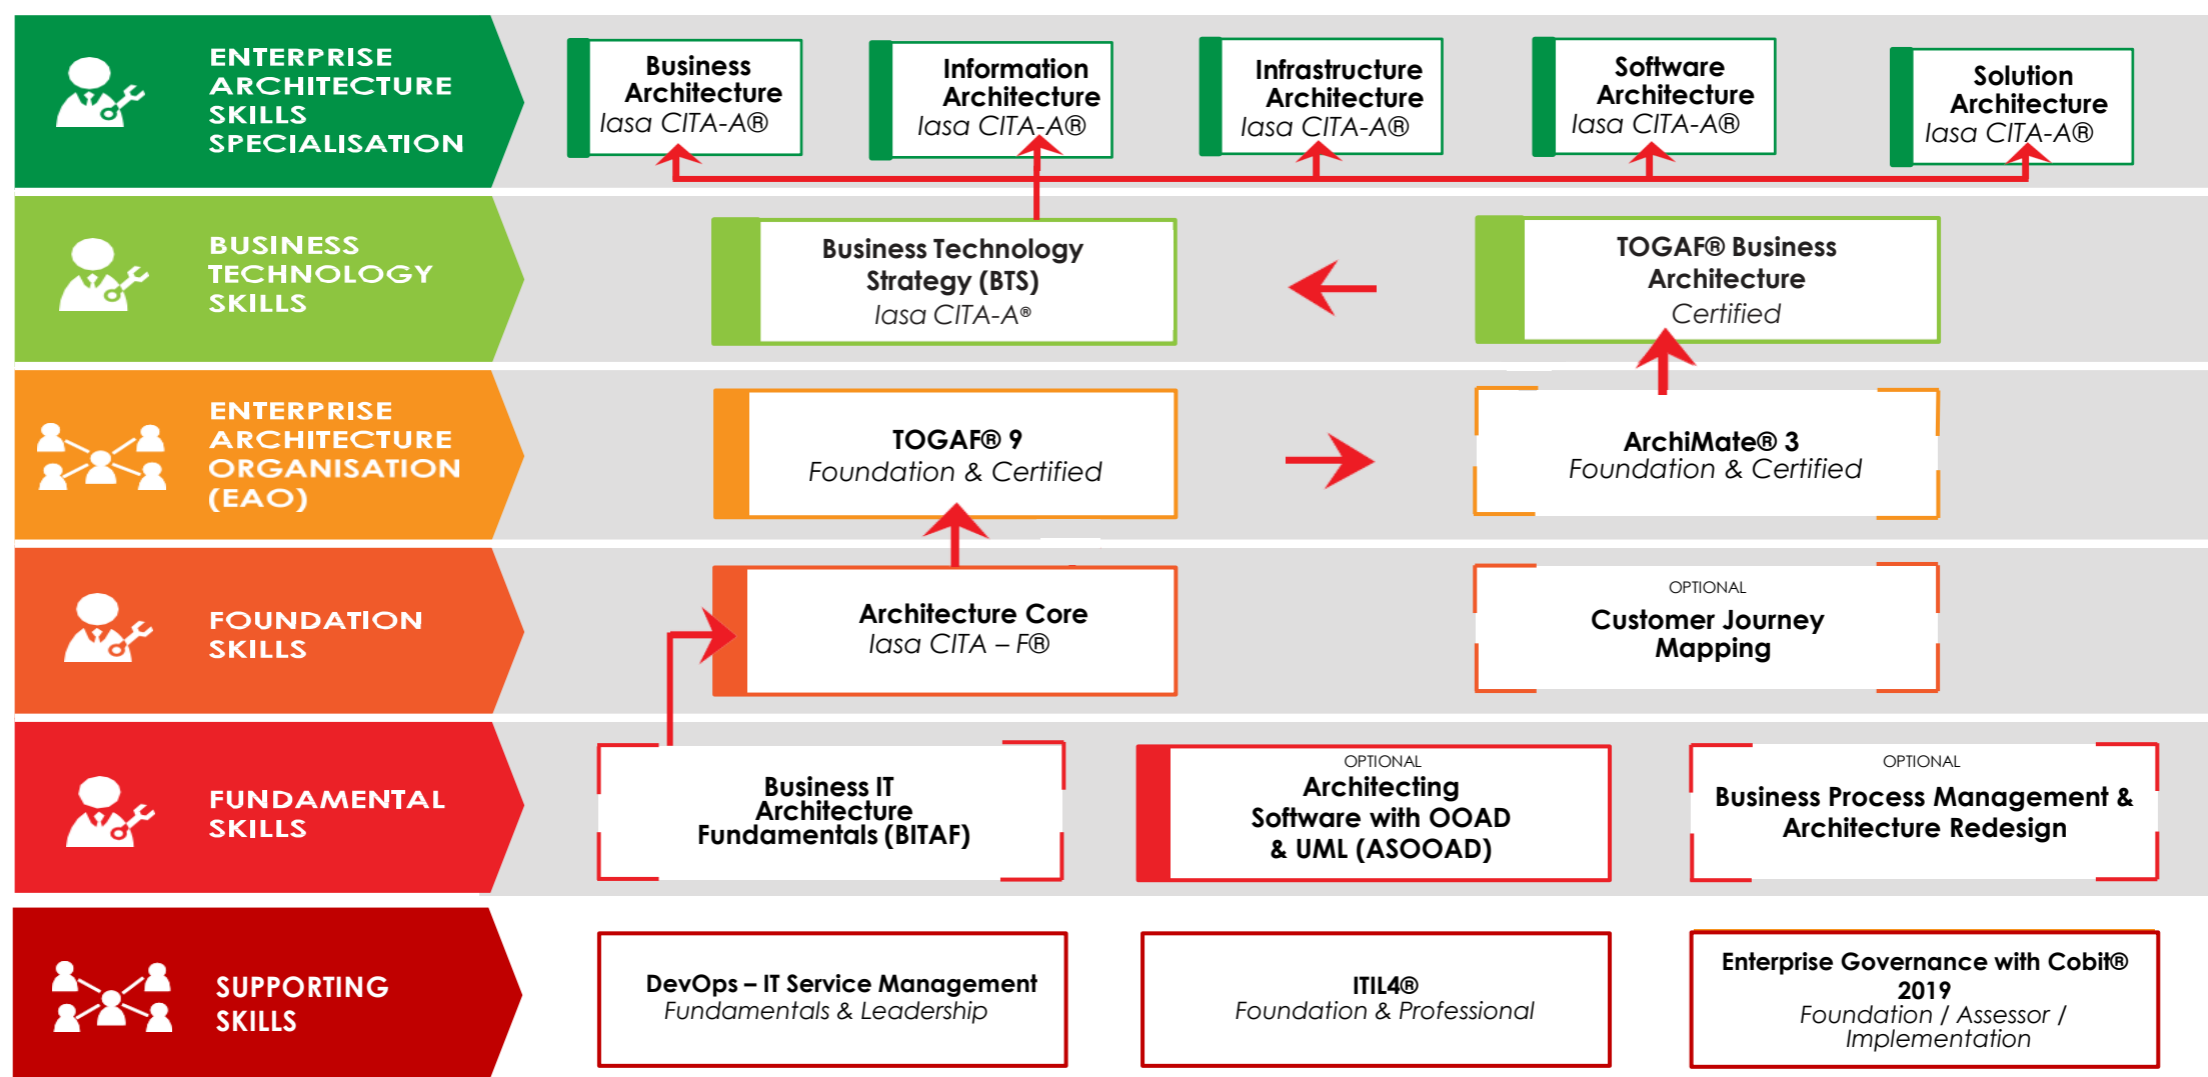 ENTERPRISE
ARCHITECTURE
SKILLS
SPECIALISATION
Business
Architecture
Iasa CITA-A®
Information
Architecture
Iasa CITA-A®
Infrastructure
Architecture
Iasa CITA-A®
Software
Architecture
Iasa CITA-A®
Solution
Architecture
Iasa CITA-A®
BUSINESS
TECHNOLOGY
SKILLS
Business Technology
Strategy (BTS)
Iasa CITA-A®
TOGAF® Business
Architecture
Certified
ENTERPRISE
ARCHITECTURE
ORGANISATION
(EAO)
TOGAF® 9
Foundation & Certified
ArchiMate® 3
Foundation & Certified
FOUNDATION
SKILLS
Architecture Core
Iasa CITA – F®
OPTIONAL
Customer Journey
Mapping
FUNDAMENTAL
SKILLS
Business IT
Architecture
Fundamentals (BITAF)
OPTIONAL
Architecting
Software with OOAD
& UML (ASOOAD)
OPTIONAL
Business Process Management &
Architecture Redesign
SUPPORTING
SKILLS
DevOps – IT Service Management
Fundamentals & Leadership
ITIL4®
Foundation & Professional
Enterprise Governance with Cobit®
2019
Foundation / Assessor /
Implementation